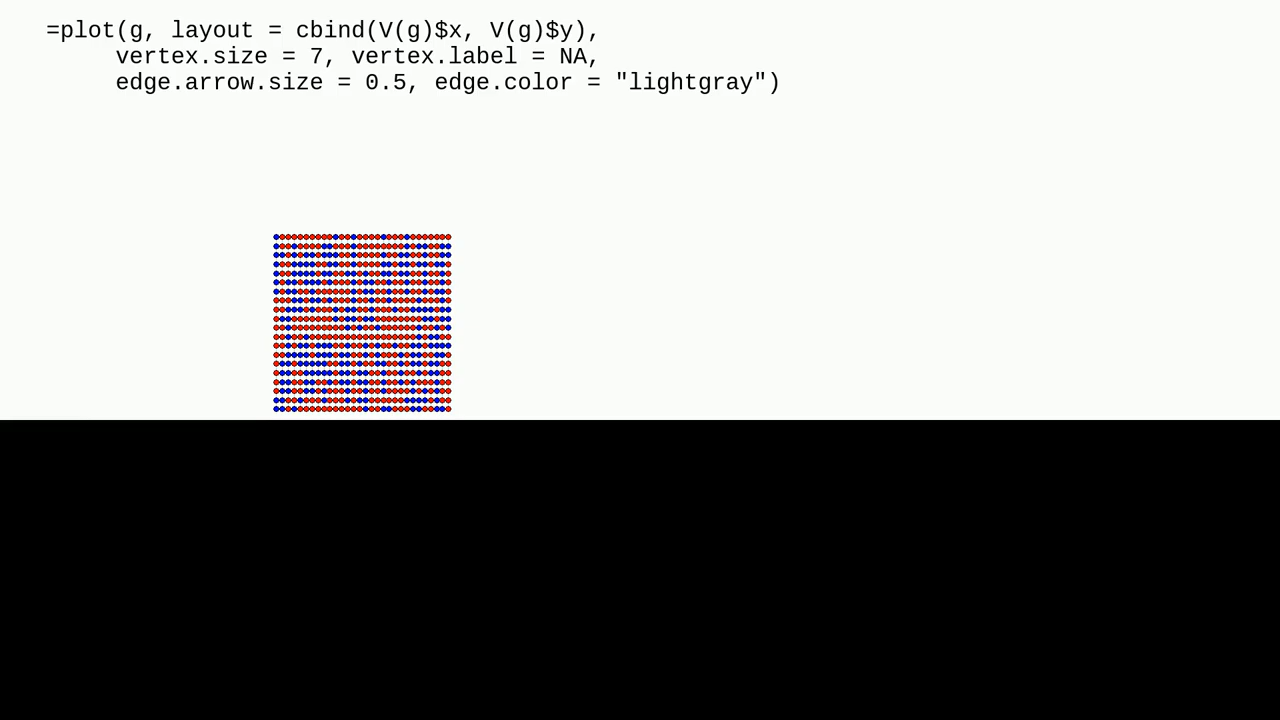 =plot(g, layout = cbind(V(g)$x, V(g)$y),
vertex.size = 7, vertex.label = NA,
edge.arrow.size = 0.5, edge.color = "lightgray")